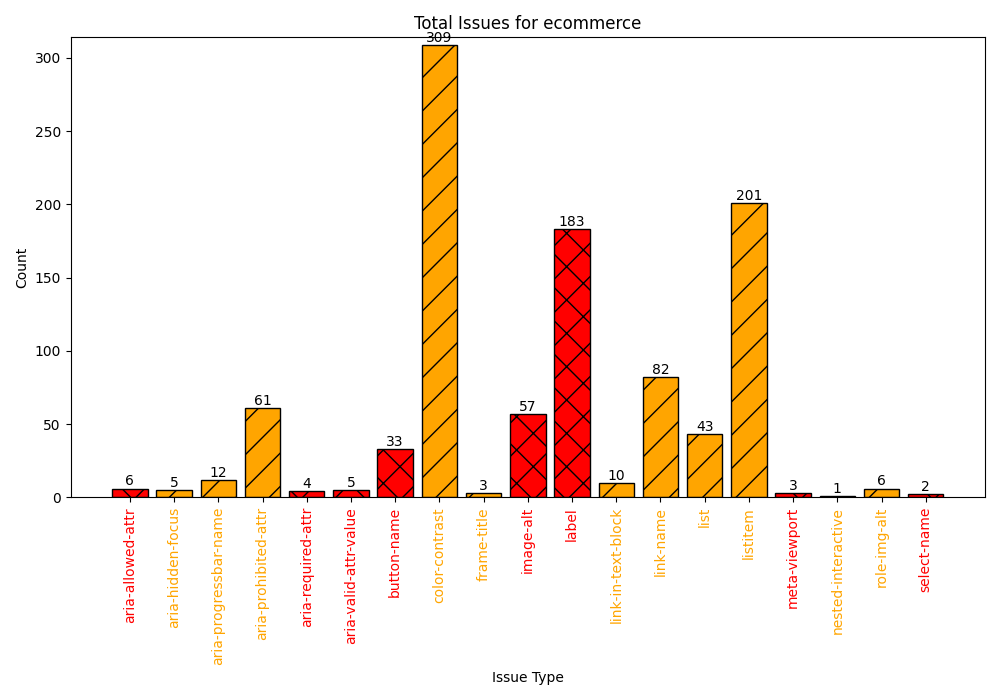 Total Issues for ecommerce
Count
300
250
200
150
100
50
0
6
5
12
61
4
5
33
309
3
57
183
10
82
43
201
3
1
6
2
aria-allowed-attr
aria-hidden-focus
aria-progressbar-name
aria-prohibited-attr
aria-required-attr
aria-valid-attr-value
button-name
color-contrast
frame-title
image-alt
label
link-in-text-block
link-name
list
listitem
meta-viewport
nested-interactive
role-img-alt
select-name
Issue Type